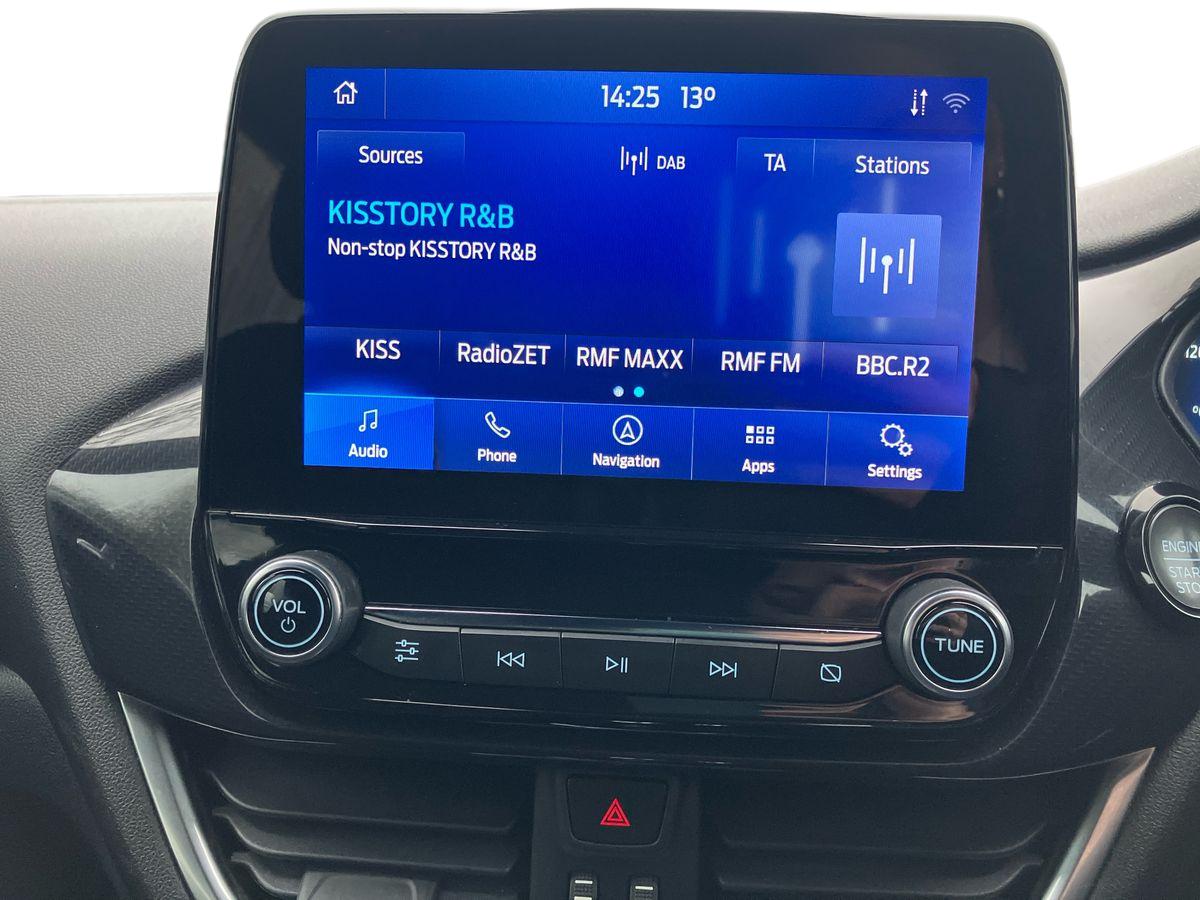 14:25 13º
Sources DAB TA Stations
KISSTORY R&B
Non-stop KISSTORY R&B
KISS RadioZET RMF MAXX RMF FM BBC.R2
Audio Phone Navigation Apps Settings
VOL
TUNE